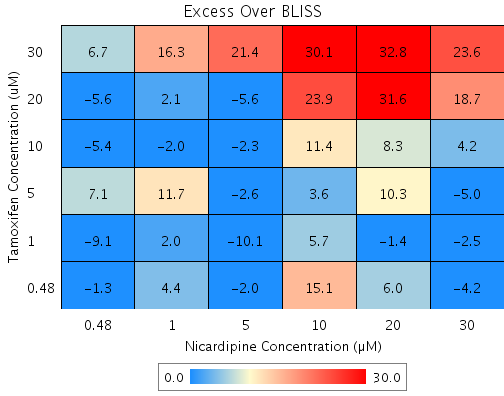 Excess Over BLISS
Tamoxifen Concentration (uM)
30 6.7 16.3 21.4 30.1 32.8 23.6
20 −5.6 2.1 −5.6 23.9 31.6 18.7
10 −5.4 −2.0 −2.3 11.4 8.3 4.2
5 7.1 11.7 −2.6 3.6 10.3 −5.0
1 −9.1 2.0 −10.1 5.7 −1.4 −2.5
0.48 −1.3 4.4 −2.0 15.1 6.0 −4.2
0.48 1 5 10 20 30
Nicardipine Concentration (µM)
0.0 30.0